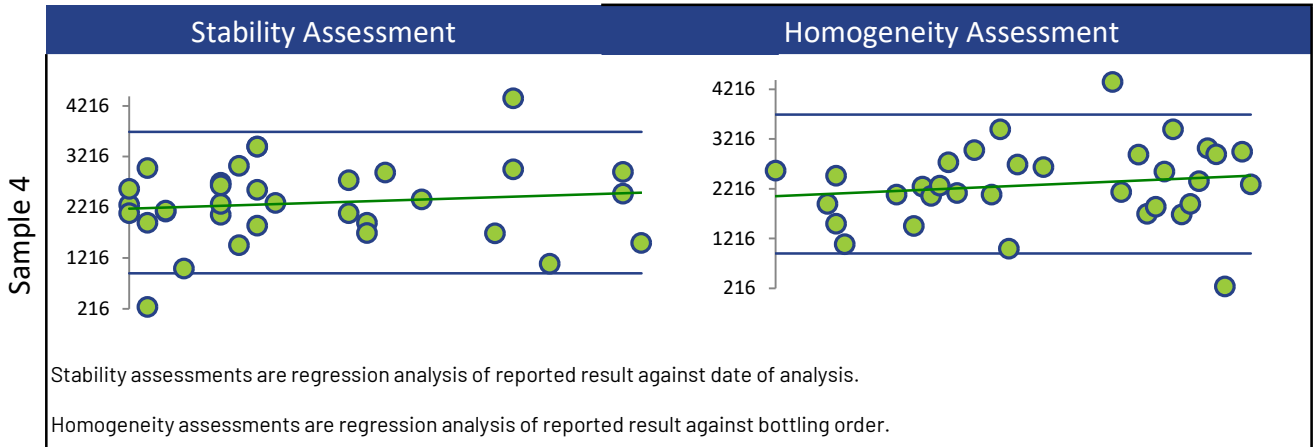 Stability Assessment
Homogeneity Assessment
Sample 4
4216
3216
2216
1216
216
4216
3216
2216
1216
216
Stability assessments are regression analysis of reported result against date of analysis.
Homogeneity assessments are regression analysis of reported result against bottling order.